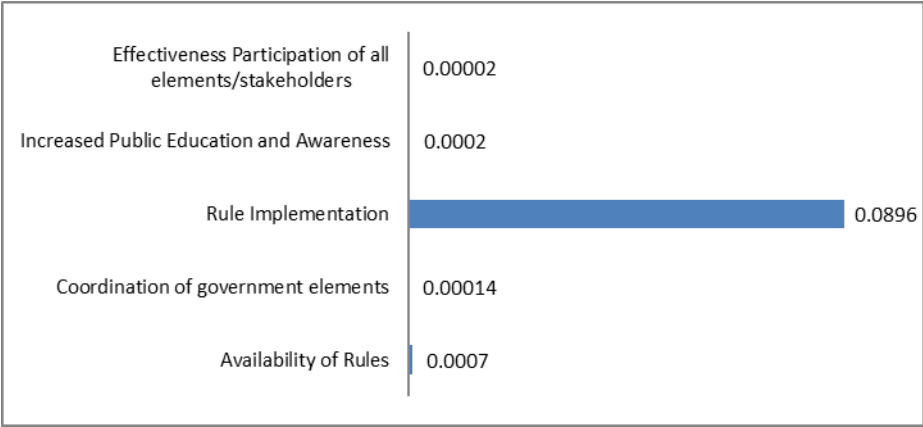 Effectiveness Participation of all
elements/stakeholders
0.00002
Increased Public Education and Awareness
0.0002
Rule Implementation
0.0896
Coordination of government elements
0.00014
Availability of Rules
0.0007